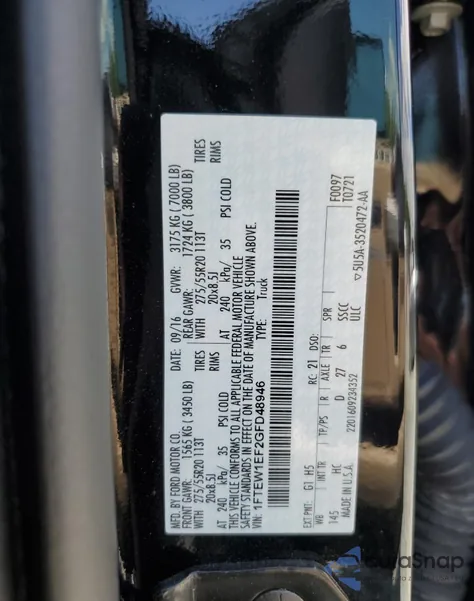 MFD. BY FORD MOTOR CO.
DATE: 09/16 GVWR: 3175 KG ( 7000 LB)
FRONT GAWR: 1565 KG ( 3450 LB)
REAR GAWR: 1724 KG ( 3800 LB)
WITH 275/55R20 113T TIRES
WITH 275/55R20 113T TIRES
20x8.5J RIMS
20x8.5J RIMS
AT 240 kPa/ 35 PSI COLD
AT 240 kPa/ 35 PSI COLD
THIS VEHICLE CONFORMS TO ALL APPLICABLE FEDERAL MOTOR VEHICLE
SAFETY STANDARDS IN EFFECT ON THE DATE OF MANUFACTURE SHOWN ABOVE.
VIN: 1FTEW1EF2GFD48946 TYPE: Truck
F0097
T0721
EXT PNT: G1 H5 RC: 21 DSO:
WB INT TR TP/PS R AXLE TR SPR
145 HC D 27 6 SSCC
ULC
MADE IN U.S.A. 2201609234352
▽5U5A-3520472-AA